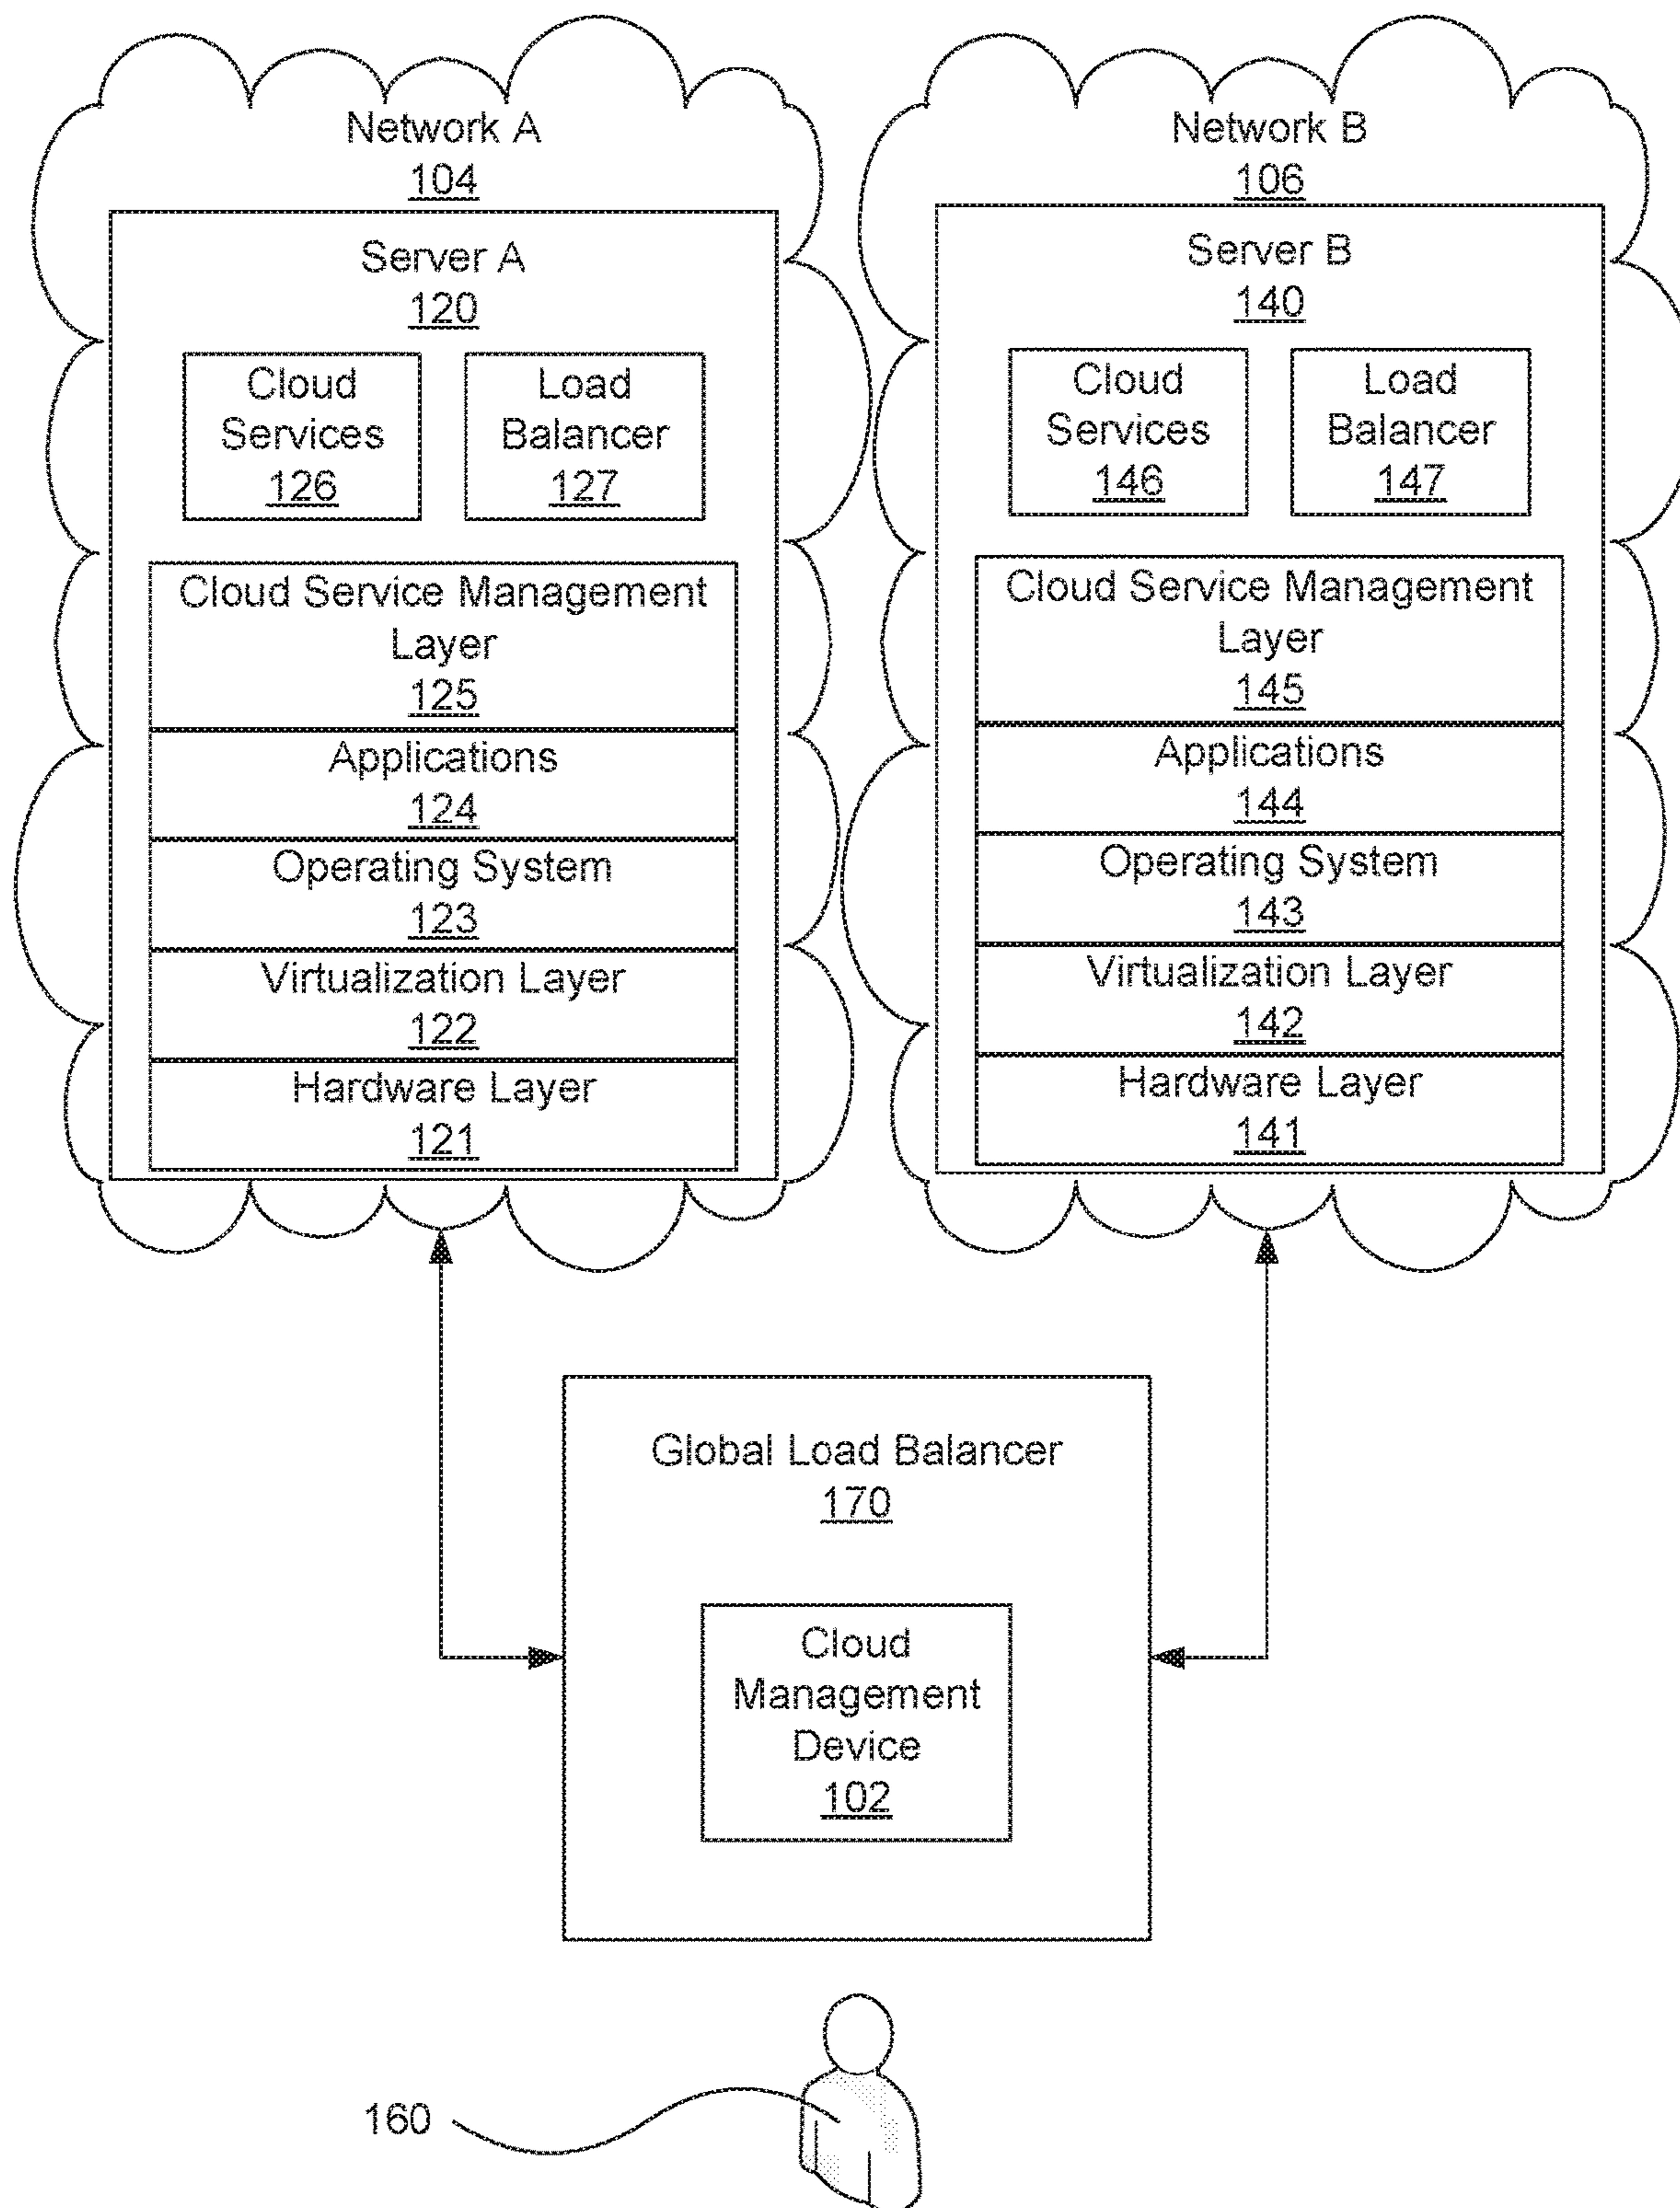 Network A
104
Server A
120
Cloud
Services
126
Load
Balancer
127
Cloud Service Management
Layer
125
Applications
124
Operating System
123
Virtualization Layer
122
Hardware Layer
121
Network B
106
Server B
140
Cloud
Services
146
Load
Balancer
147
Cloud Service Management
Layer
145
Applications
144
Operating System
143
Virtualization Layer
142
Hardware Layer
141
Global Load Balancer
170
Cloud
Management
Device
102
160